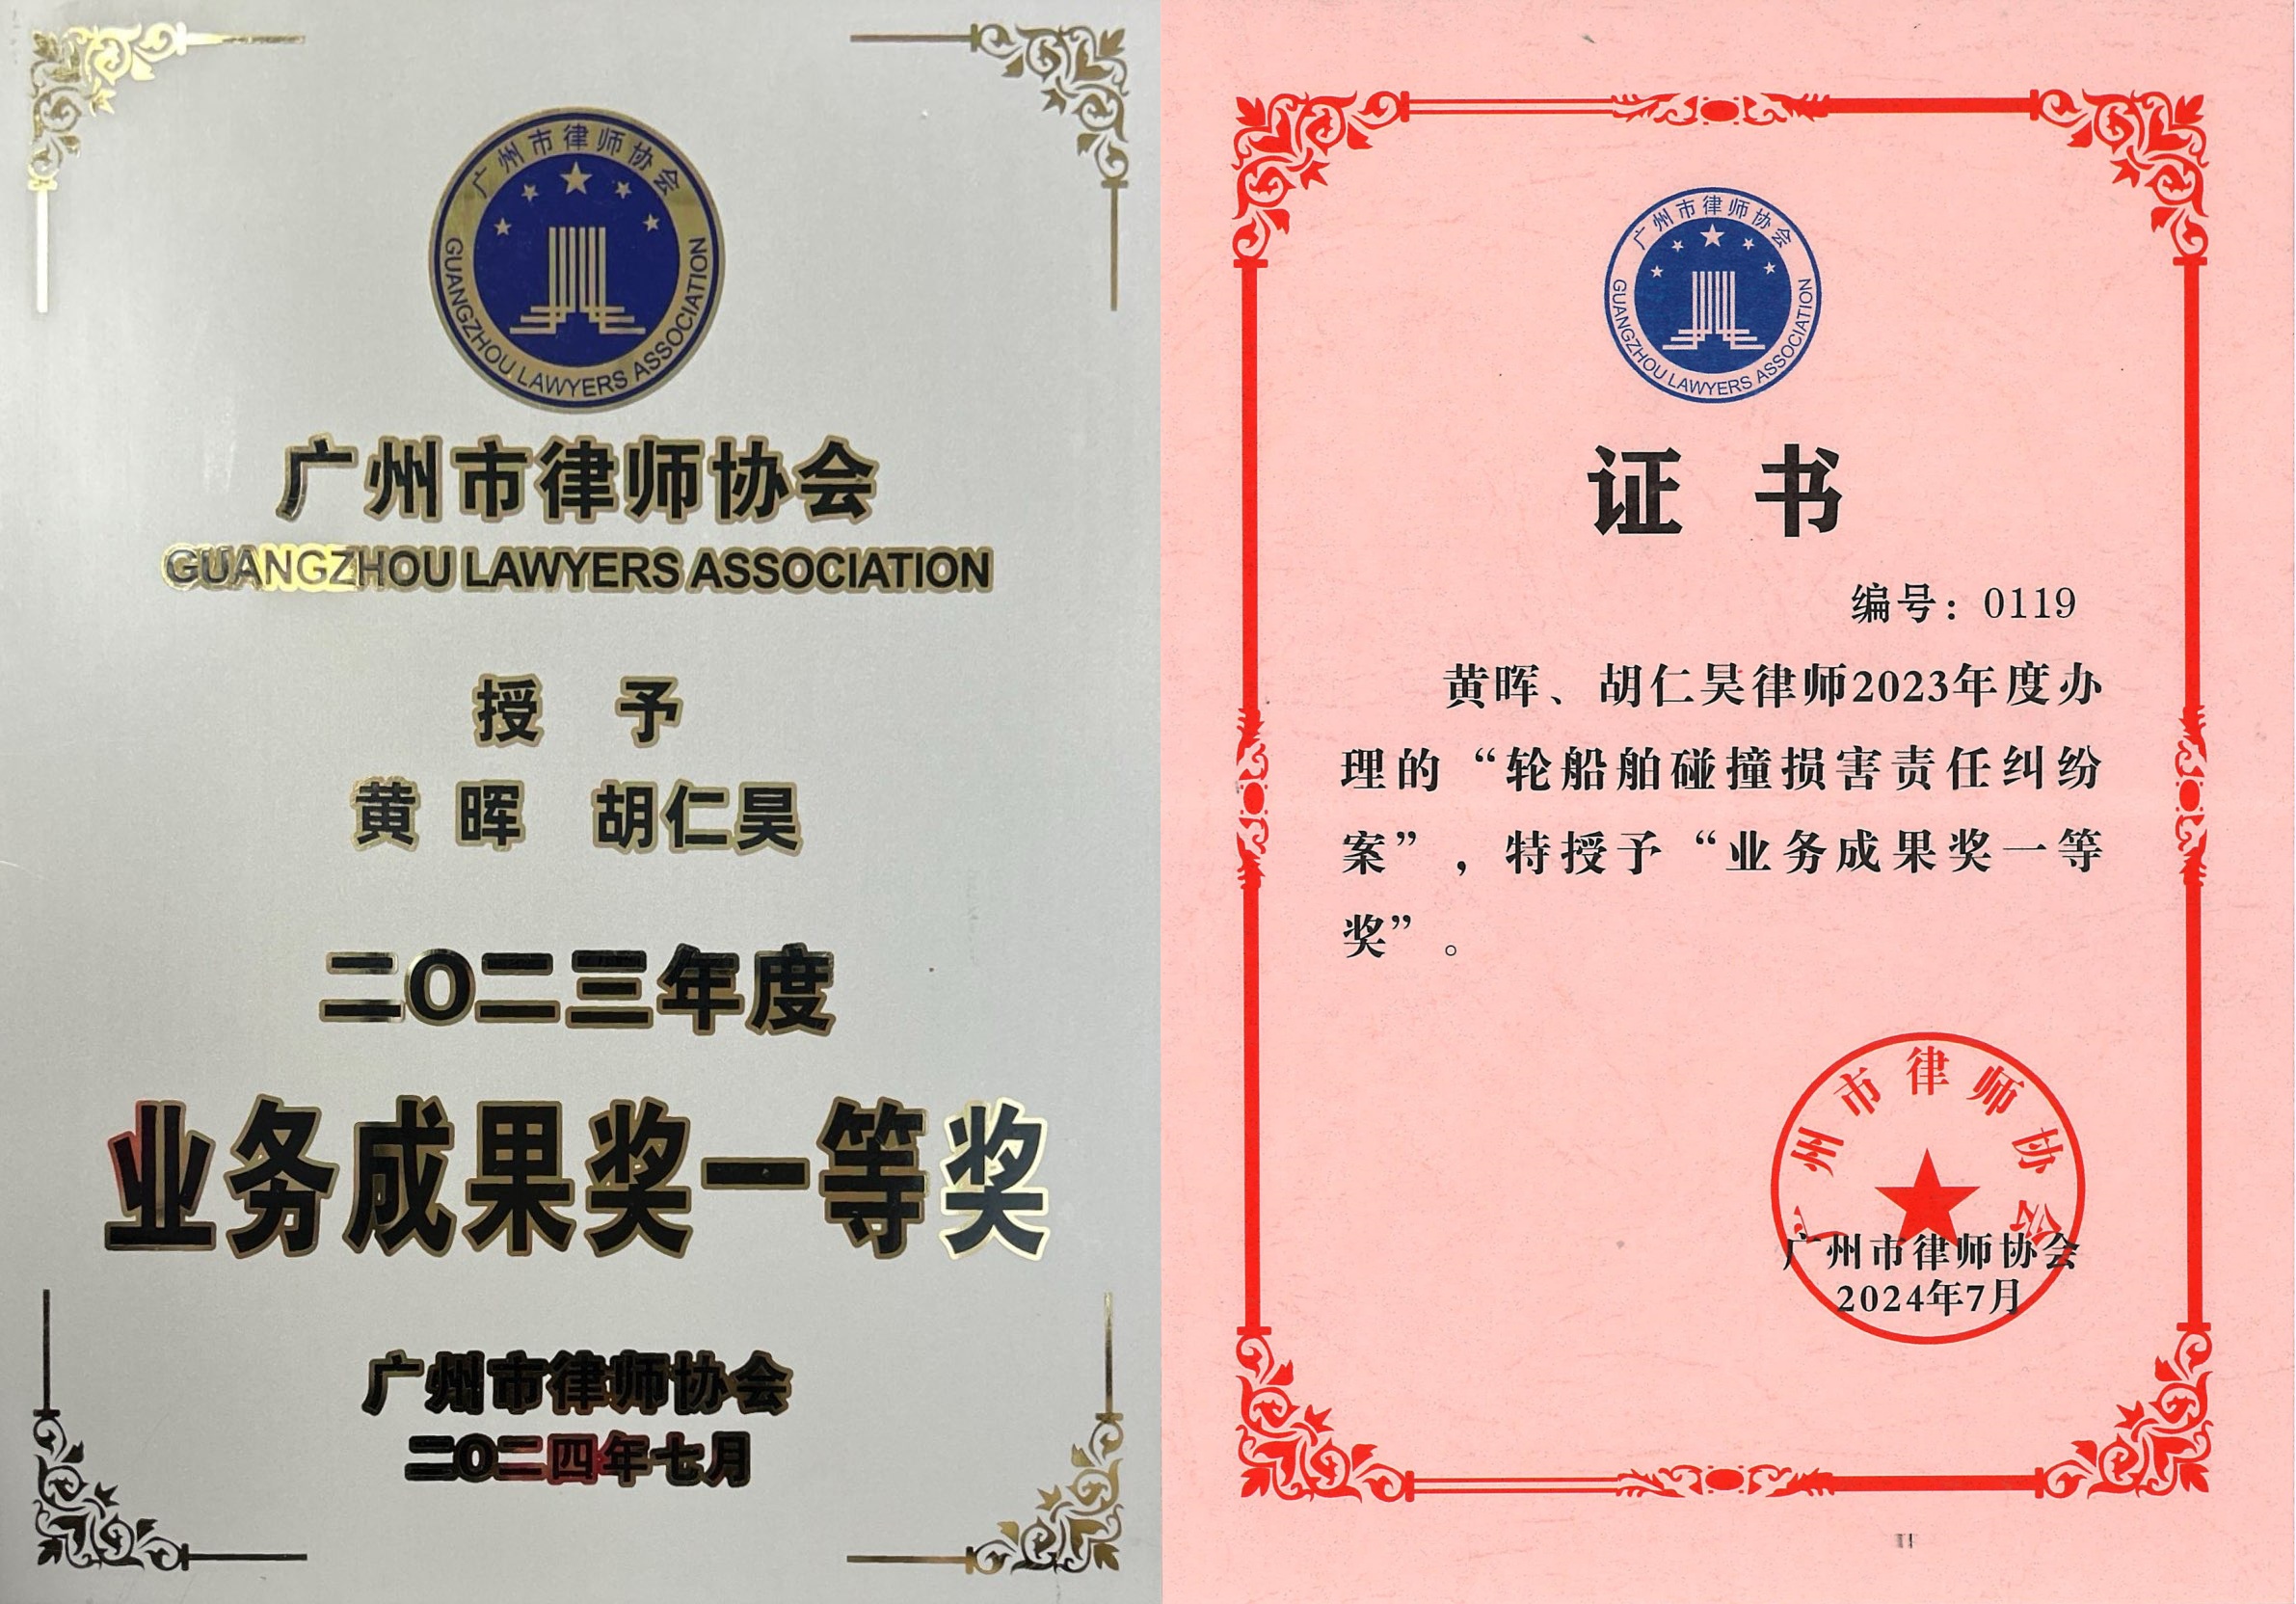 广州市律师协会
GUANGZHOU LAWYERS ASSOCIATION
广州市律师协会
GUANGZHOU LAWYERS ASSOCIATION
授 予
黄 晖 胡仁昊
二〇二三年度
业务成果奖一等奖
广州市律师协会
二〇二四年七月
广州市律师协会
GUANGZHOU LAWYERS ASSOCIATION
证 书
编号：0119
黄晖、胡仁昊律师2023年度办
理的“轮船舶碰撞损害责任纠纷
案”，特授予“业务成果奖一等
奖”。
广州市律师协会
广州市律师协会
2024年7月